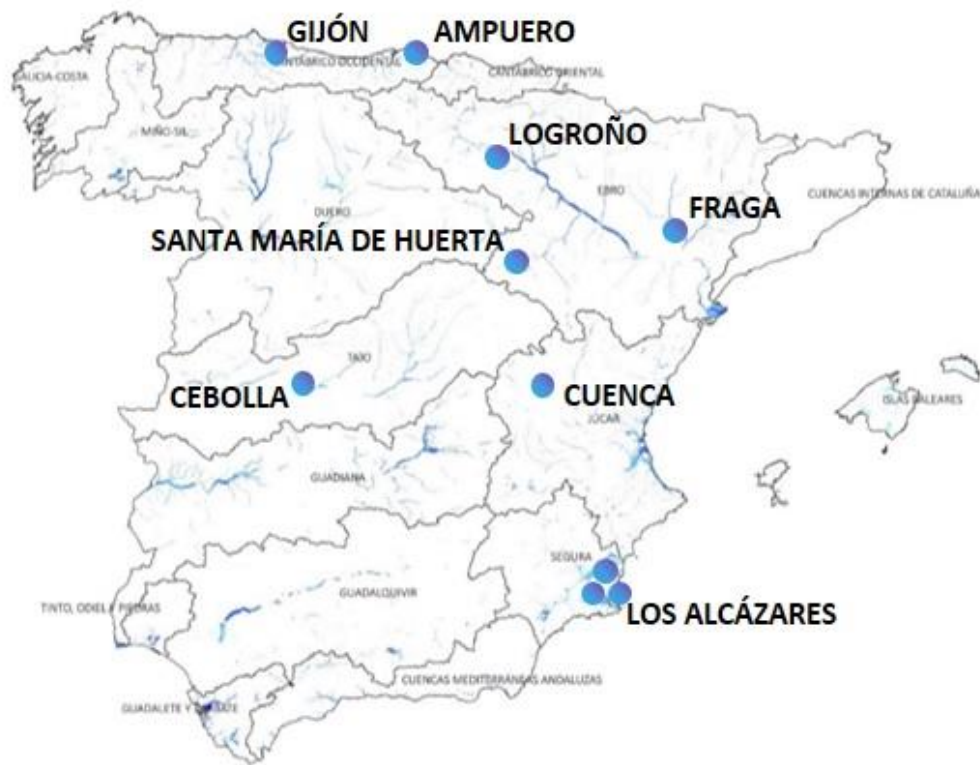 GIJÓN
AMPUERO
CANTÁBRICO OCCIDENTAL
GALICIA-COSTA
CANTÁBRICO ORIENTAL
MIÑO-SIL
LOGROÑO
EBRO
CUENCAS INTERNAS DE CATALUÑA
DUERO
FRAGA
SANTA MARÍA DE HUERTA
TAJO
CEBOLLA
CUENCA
ISLAS BALEARES
JÚCAR
GUADIANA
SEGURA
GUADALQUIVIR
TINTO, ODIEL Y PIEDRAS
LOS ALCÁZARES
CUENCAS MEDITERRÁNEAS ANDALUZAS
GUADALETE Y BARBATE